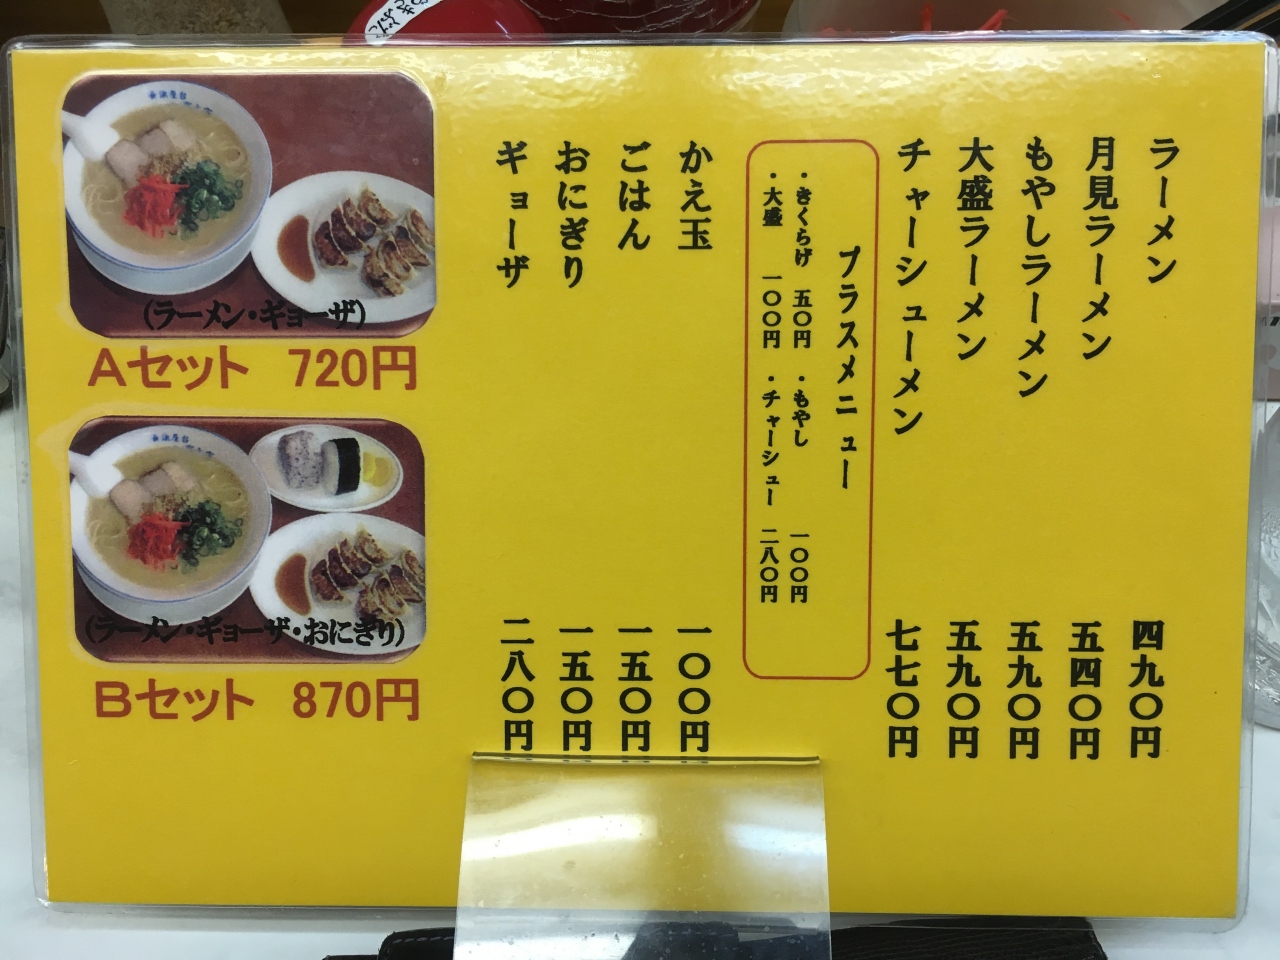 ラーメン 四九〇円
月見ラーメン 五四〇円
もやしラーメン 五九〇円
大盛ラーメン 五九〇円
チャーシューメン 七七〇円
プラスメニュー
・きくらげ 五〇円 ・もやし 一〇〇円
・大盛 一〇〇円 ・チャーシュー 二八〇円
かえ玉 一〇〇円
ごはん 一五〇円
おにぎり 一五〇円
ギョーザ 二八〇円
(ラーメン・ギョーザ)
Aセット 720円
(ラーメン・ギョーザ・おにぎり)
Bセット 870円